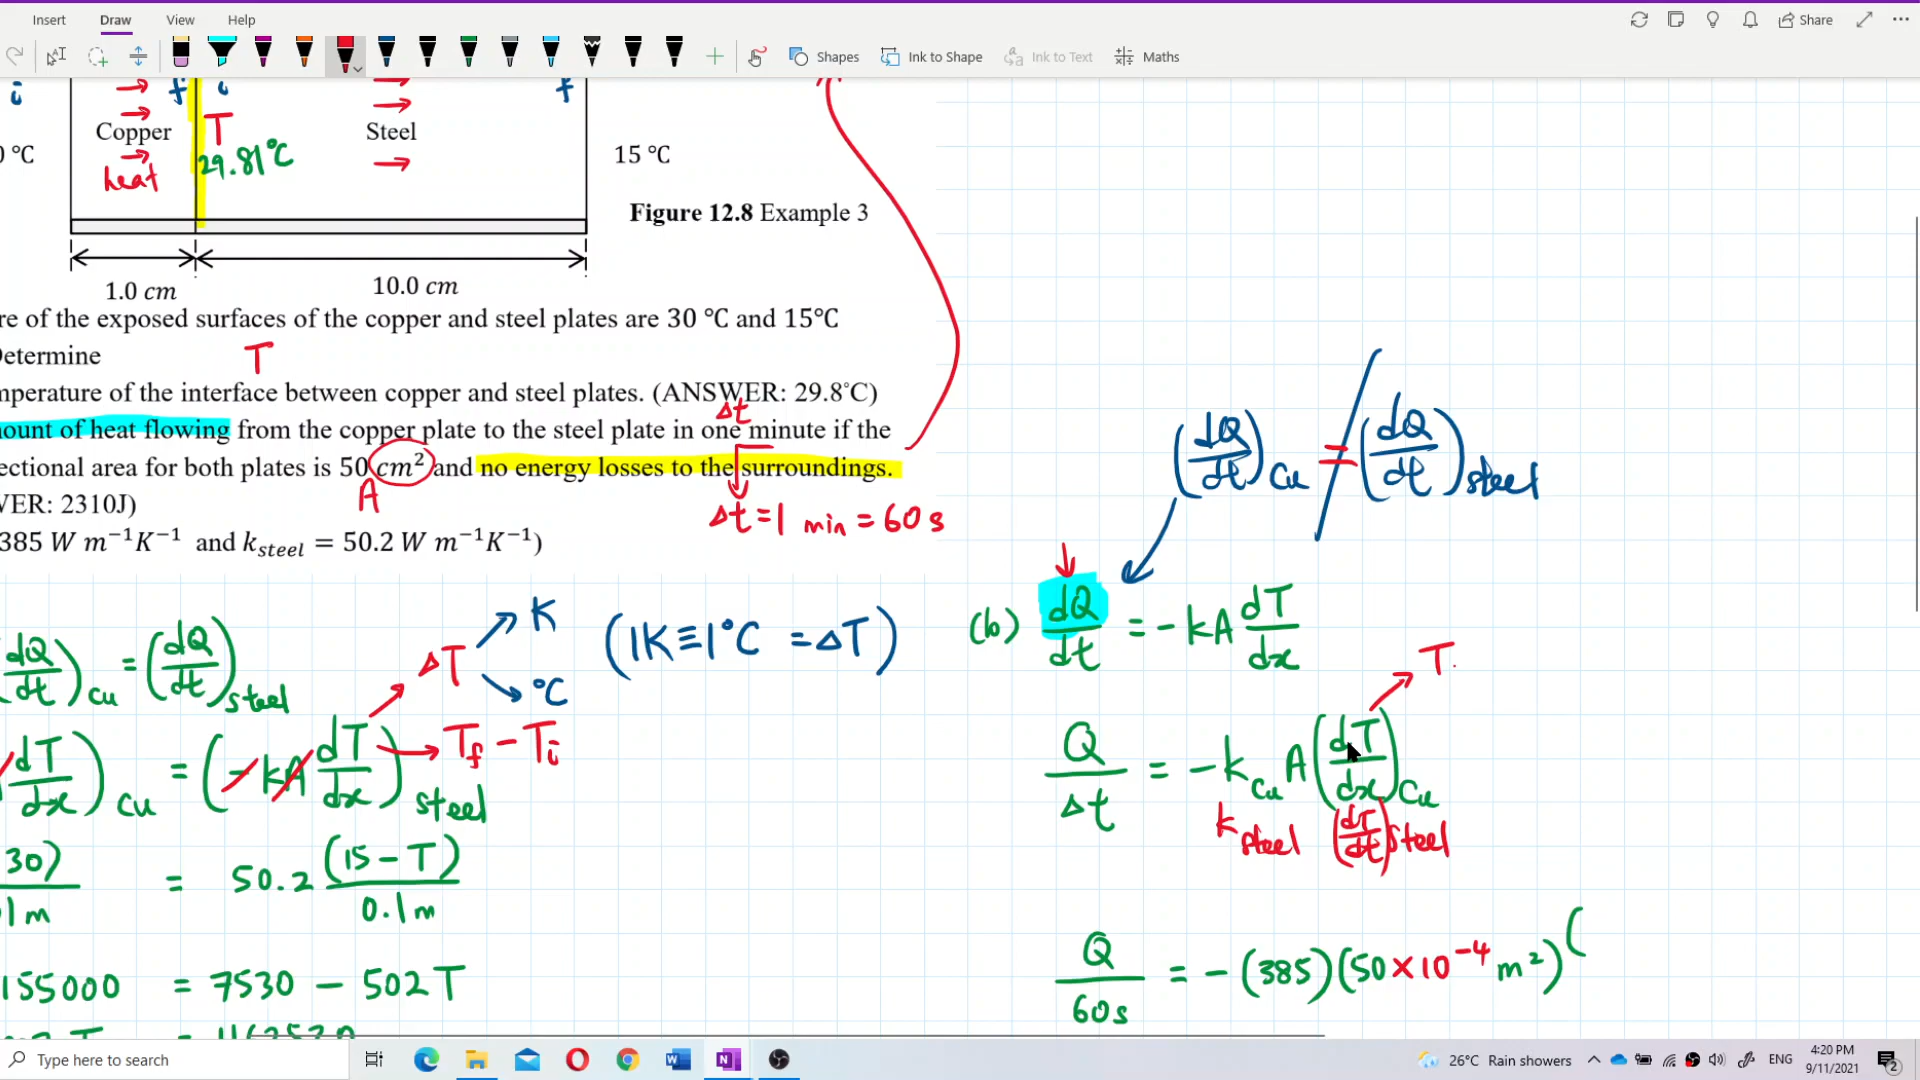 Insert Draw View Help
Share
Shapes Ink to Shape Ink to Text Maths
i f i f
T
Copper Steel
0 °C 29.81°C 15 °C
heat
Figure 12.8 Example 3
1.0 cm 10.0 cm
re of the exposed surfaces of the copper and steel plates are 30 °C and 15°C
Determine
T
mperature of the interface between copper and steel plates. (ANSWER: 29.8°C)
Δt
nount of heat flowing from the copper plate to the steel plate in one minute if the
ectional area for both plates is 50 cm² and no energy losses to the surroundings.
A
VER: 2310J)
Δt = 1 min = 60 s
385 W m⁻¹K⁻¹ and k_steel = 50.2 W m⁻¹K⁻¹)
(dQ/dt)cu = (dQ/dt)steel
ΔT
K
°C
(1K ≡ 1°C = ΔT)
dT/dx)cu = (-kA dT/dx)steel
Tf - Ti
30)/ 1m = 50.2 (15 - T)/0.1m
155000 = 7530 - 502T
(dQ/dt)Cu = (dQ/dt)steel
(b) dQ/dt = -kA dT/dx
T
Q/Δt = -kCu A (dT/dx)Cu
ksteel (dT/dt)steel
Q/60s = -(385)(50 ×10⁻⁴ m²)(
Type here to search
26°C Rain showers
ENG
4:20 PM
9/11/2021
2